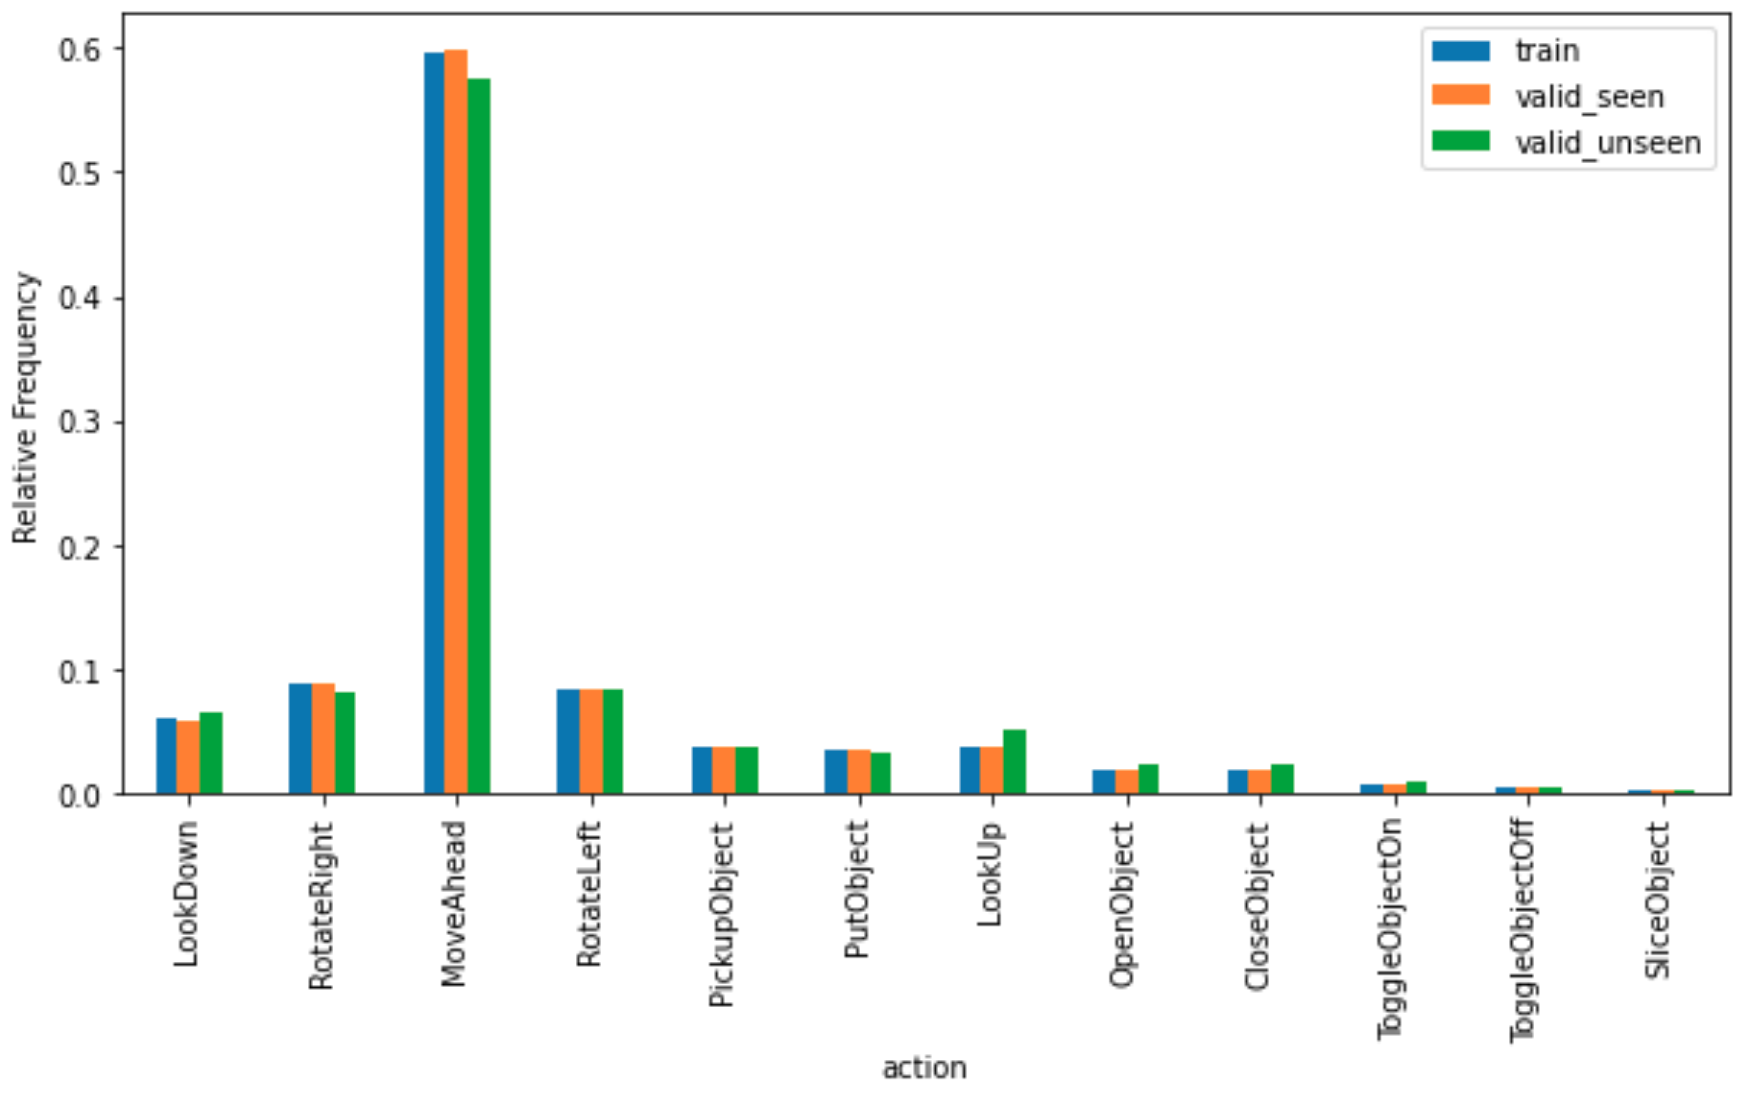 Relative Frequency
0.6
0.5
0.4
0.3
0.2
0.1
0.0
train
valid_seen
valid_unseen
LookDown
RotateRight
MoveAhead
RotateLeft
PickupObject
PutObject
LookUp
OpenObject
CloseObject
ToggleObjectOn
ToggleObjectOff
SliceObject
action